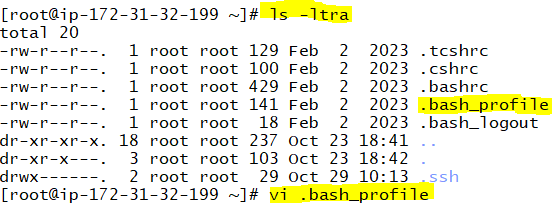 [root@ip-172-31-32-199 ~]# ls -ltra
total 20
-rw-r--r--.  1 root root 129 Feb  2  2023 .tcshrc
-rw-r--r--.  1 root root 100 Feb  2  2023 .cshrc
-rw-r--r--.  1 root root 429 Feb  2  2023 .bashrc
-rw-r--r--.  1 root root 141 Feb  2  2023 .bash_profile
-rw-r--r--.  1 root root  18 Feb  2  2023 .bash_logout
dr-xr-xr-x. 18 root root 237 Oct 23 18:41 ..
dr-xr-x---.  3 root root 103 Oct 23 18:42 .
drwx------.  2 root root  29 Oct 29 10:13 .ssh
[root@ip-172-31-32-199 ~]# vi .bash_profile